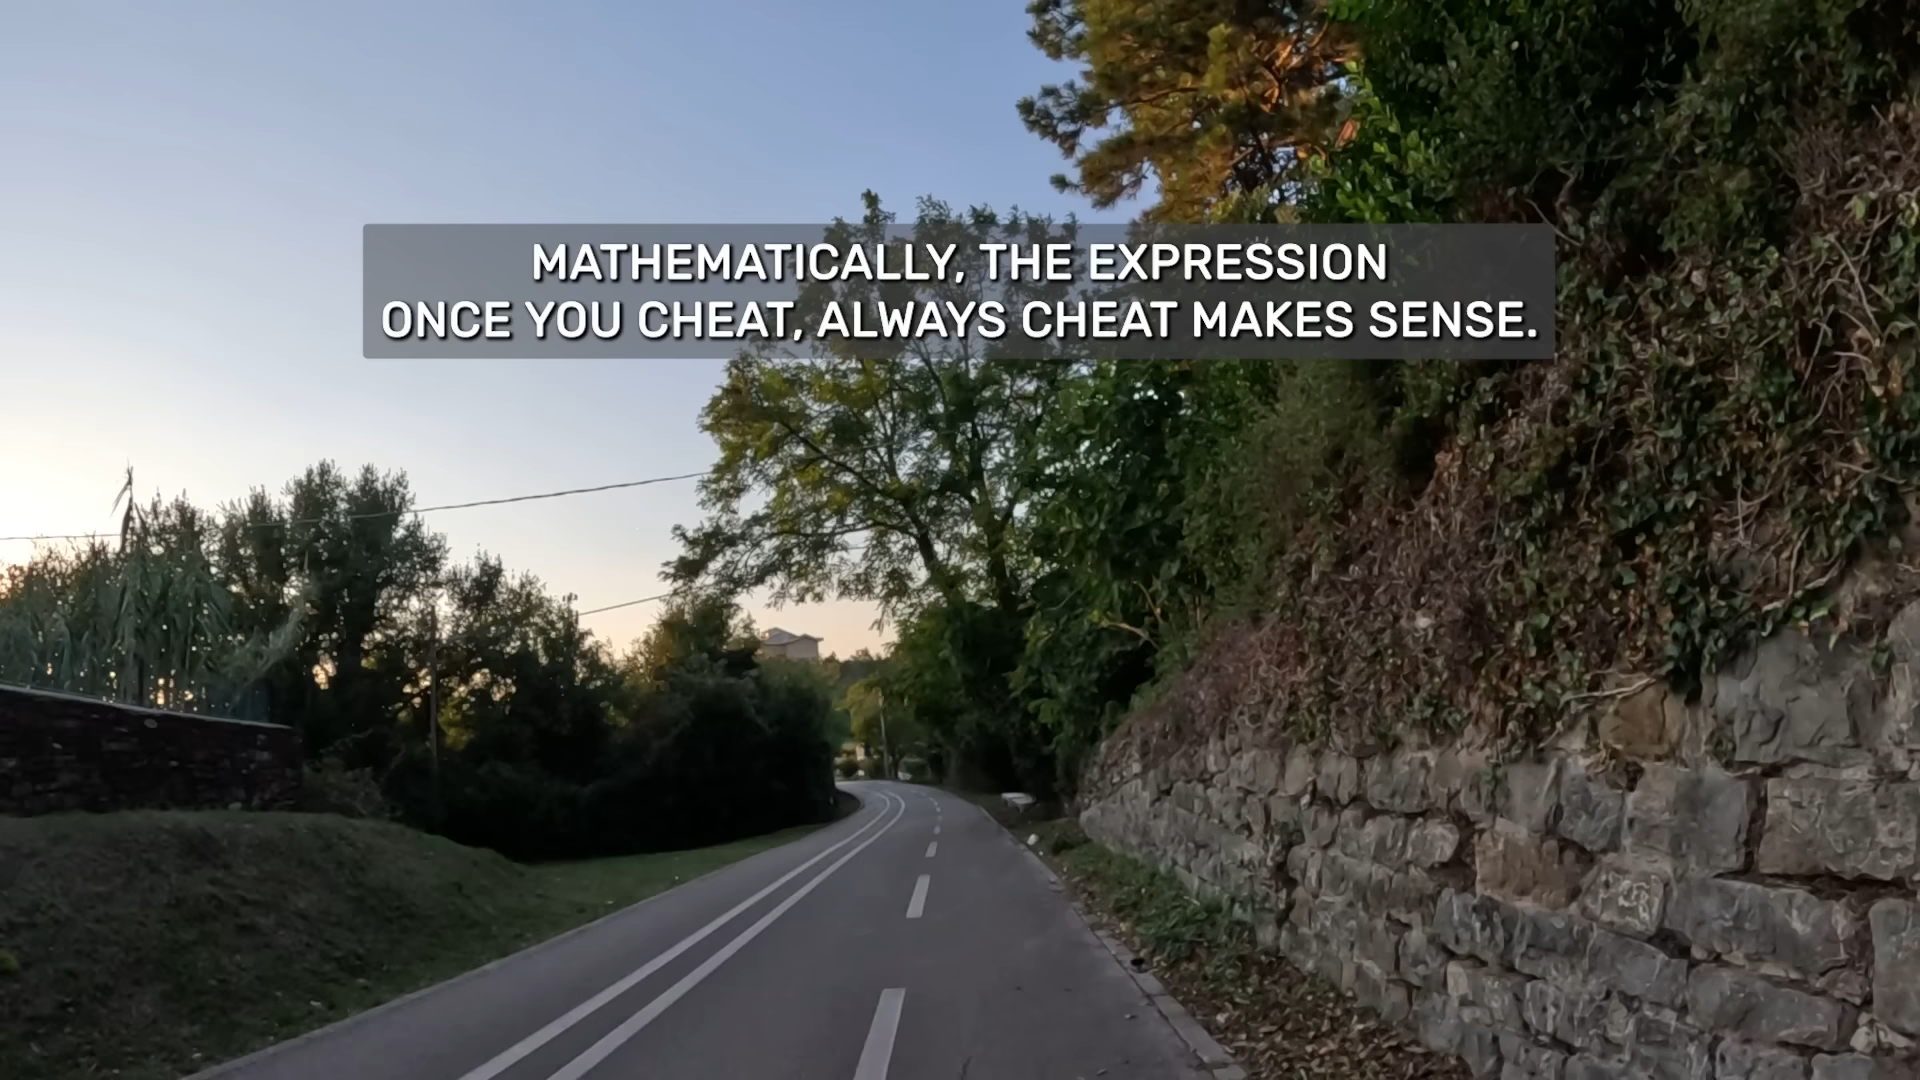 MATHEMATICALLY, THE EXPRESSION
ONCE YOU CHEAT, ALWAYS CHEAT MAKES SENSE.